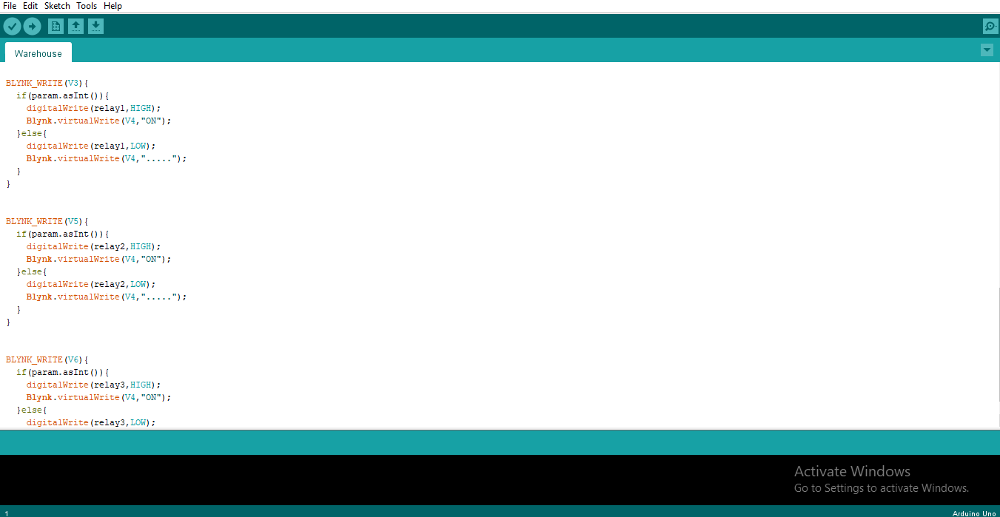 File Edit Sketch Tools Help
Warehouse
BLYNK_WRITE(V3){
if(param.asInt()){
digitalWrite(relay1,HIGH);
Blynk.virtualWrite(V4,"ON");
}else{
digitalWrite(relay1,LOW);
Blynk.virtualWrite(V4,".....");
}
}
BLYNK_WRITE(V5){
if(param.asInt()){
digitalWrite(relay2,HIGH);
Blynk.virtualWrite(V4,"ON");
}else{
digitalWrite(relay2,LOW);
Blynk.virtualWrite(V4,".....");
}
}
BLYNK_WRITE(V6){
if(param.asInt()){
digitalWrite(relay3,HIGH);
Blynk.virtualWrite(V4,"ON");
}else{
digitalWrite(relay3,LOW);
Activate Windows
Go to Settings to activate Windows.
1
Arduino Uno